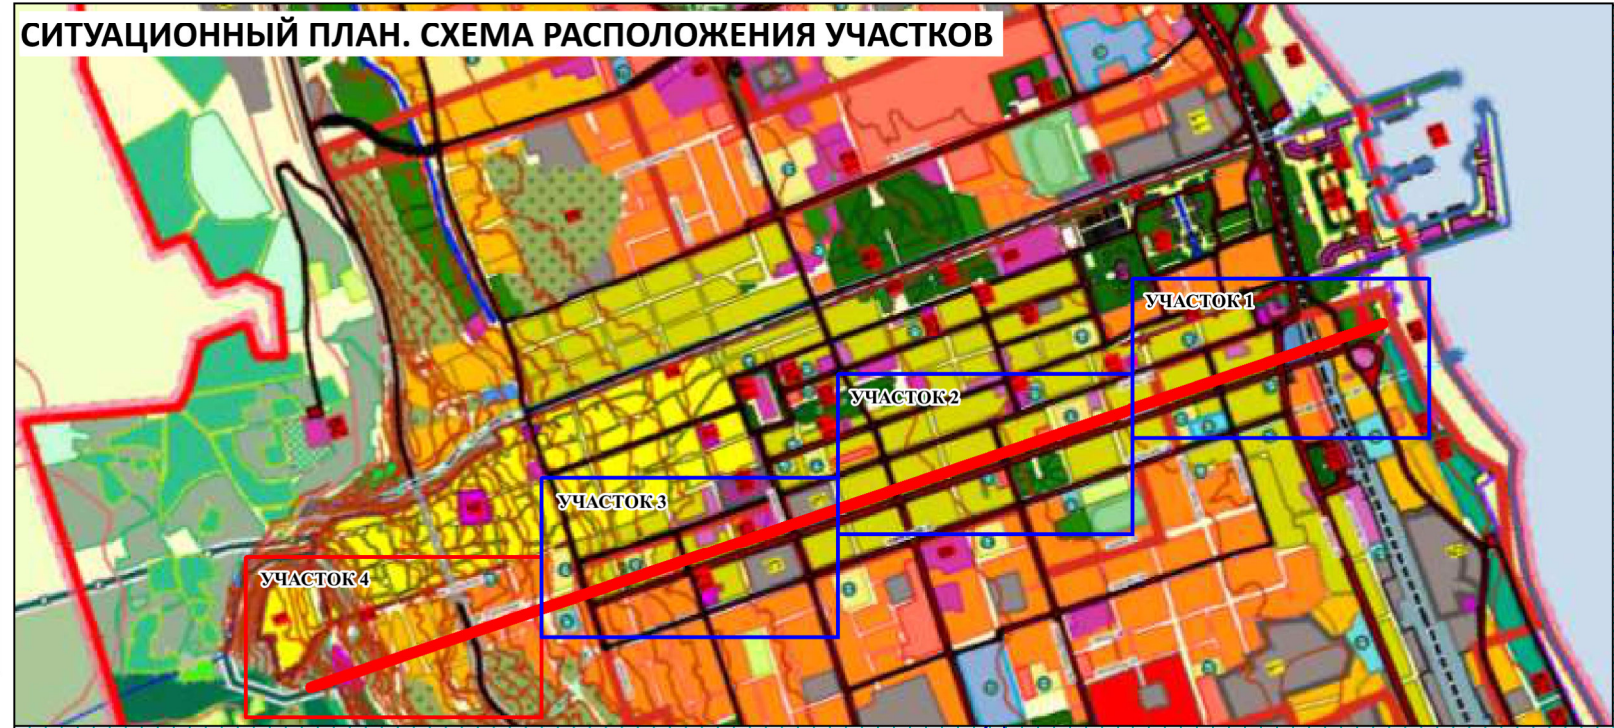 СИТУАЦИОННЫЙ ПЛАН. СХЕМА РАСПОЛОЖЕНИЯ УЧАСТКОВ
УЧАСТОК 1
УЧАСТОК 2
УЧАСТОК 3
УЧАСТОК 4